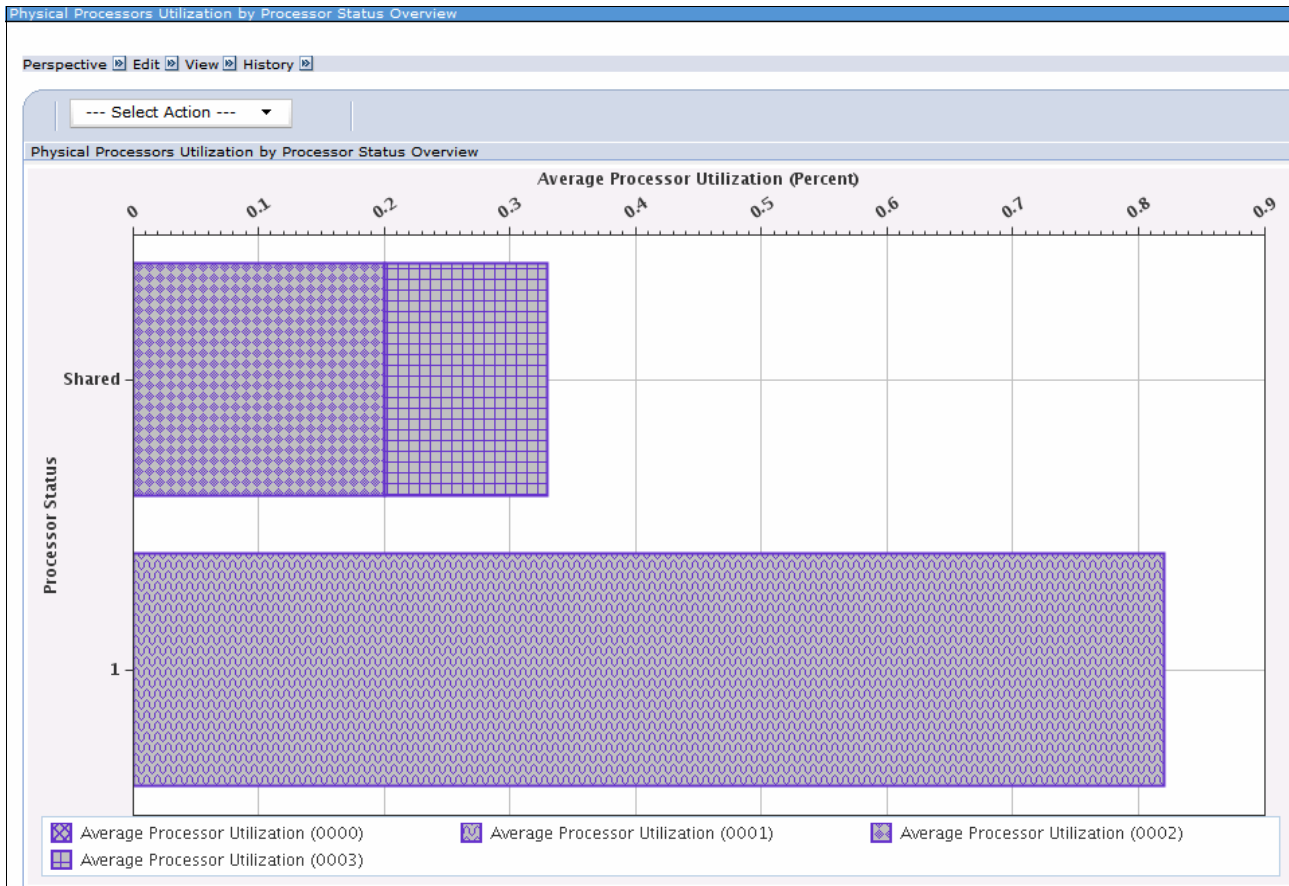 Physical Processors Utilization by Processor Status Overview
Perspective Edit View History
--- Select Action ---
Physical Processors Utilization by Processor Status Overview
Average Processor Utilization (Percent)
0 0.1 0.2 0.3 0.4 0.5 0.6 0.7 0.8 0.9
Shared
Processor Status
1
Average Processor Utilization (0000) Average Processor Utilization (0001) Average Processor Utilization (0002)
Average Processor Utilization (0003)